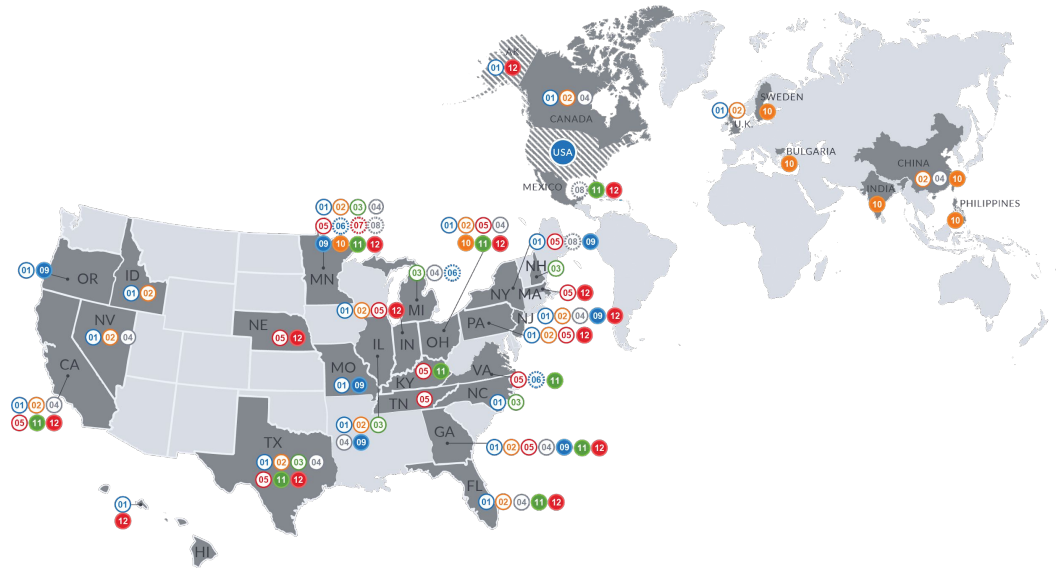 AK
01 12
01 02 04
CANADA
USA
MEXICO 08 11 12
01 02
U.K.
SWEDEN
10
BULGARIA
10
CHINA
02 04 10
INDIA
10
PHILIPPINES
10
01 02 03 04
05 06 07 08
09 10 11 12
MN
01 02 05 04
10 11 12
01 05 08 09
01 09
OR
ID
01 02
NV
01 02 04
CA
01 02 04
05 11 12
NE
05 12
03 04 06
MI
01 02 05 12
NH 03
MA 05 12
NY
NJ 01 02 04 09 12
PA
01 02 05 12
IL
IN
OH
MO
01 09
KY
05 11
VA
05 06 11
TN 05
NC
01 03
01 02 03
04 09
GA
01 02 05 04 09 11 12
TX
01 02 03 04
05 11 12
FL
01 02 04 11 12
01
12
HI